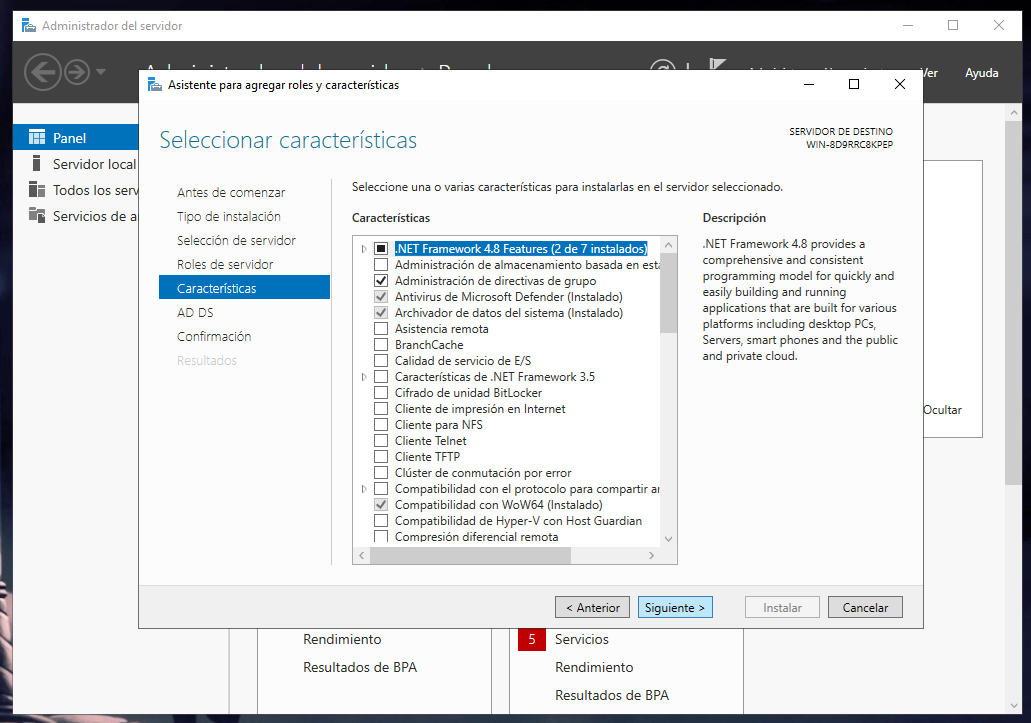 Administrador del servidor
Ver
Ayuda
Asistente para agregar roles y características
Seleccionar características
SERVIDOR DE DESTINO
WIN-8D9RRC8KPEP
Panel
Servidor local
Todos los serv
Servicios de a
Antes de comenzar
Tipo de instalación
Selección de servidor
Roles de servidor
Características
AD DS
Confirmación
Resultados
Seleccione una o varias características para instalarlas en el servidor seleccionado.
Características
.NET Framework 4.8 Features (2 de 7 instalados)
Administración de almacenamiento basada en está
Administración de directivas de grupo
Antivirus de Microsoft Defender (Instalado)
Archivador de datos del sistema (Instalado)
Asistencia remota
BranchCache
Calidad de servicio de E/S
Características de .NET Framework 3.5
Cifrado de unidad BitLocker
Cliente de impresión en Internet
Cliente para NFS
Cliente Telnet
Cliente TFTP
Clúster de conmutación por error
Compatibilidad con el protocolo para compartir ar
Compatibilidad con WoW64 (Instalado)
Compatibilidad de Hyper-V con Host Guardian
Compresión diferencial remota
Descripción
.NET Framework 4.8 provides a
comprehensive and consistent
programming model for quickly and
easily building and running
applications that are built for various
platforms including desktop PCs,
Servers, smart phones and the public
and private cloud.
Ocultar
< Anterior
Siguiente >
Instalar
Cancelar
Rendimiento
Resultados de BPA
5 Servicios
Rendimiento
Resultados de BPA